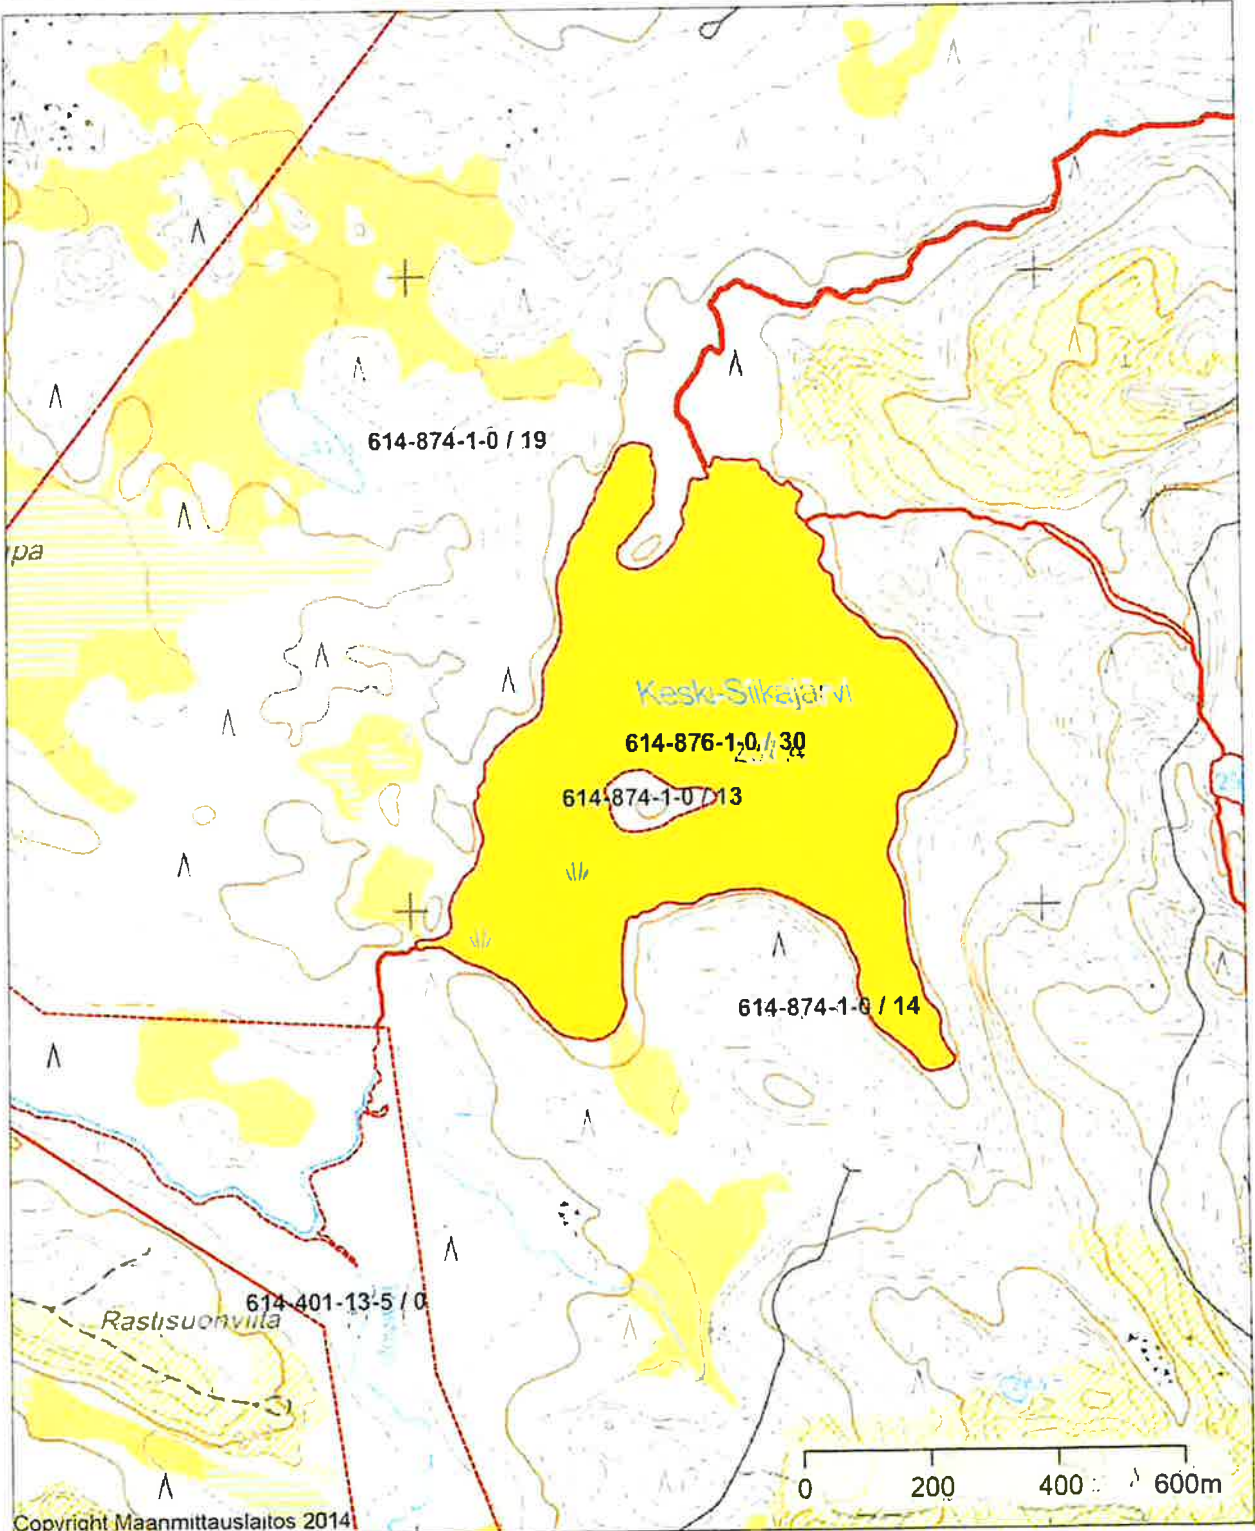 614-874-1-0 / 19
pa
Keski-Siikajärvi
614-876-1-0 / 30
614-874-1-0 / 13
614-874-1-0 / 14
614-401-13-5 / 0
Rastisuonviita
0 200 400 600m
Copyright Maanmittauslaitos 2014